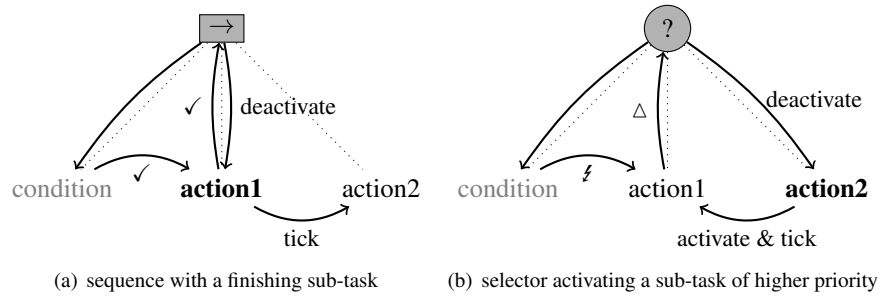 →
?
✓
deactivate
△
deactivate
condition
✓
action1
action2
condition
↯
action1
action2
tick
activate & tick
(a) sequence with a finishing sub-task
(b) selector activating a sub-task of higher priority